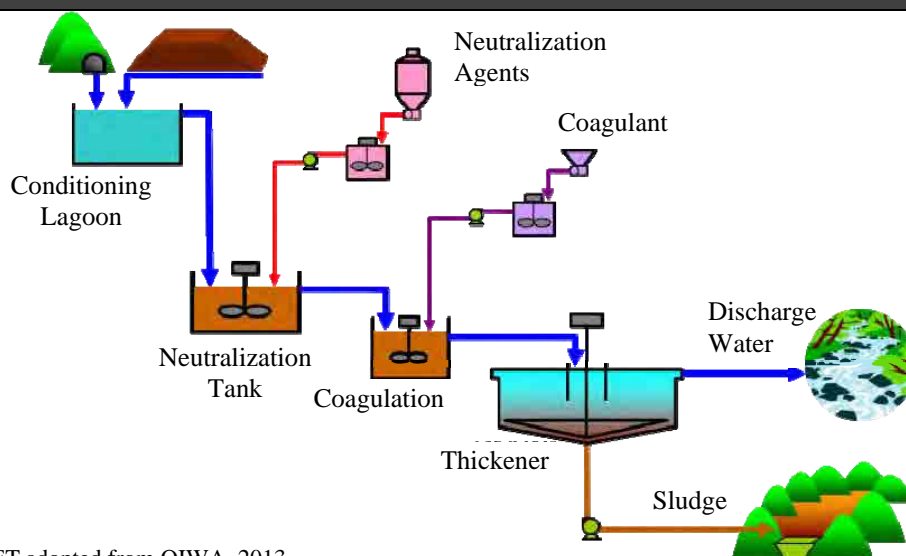 Neutralization
Agents
Coagulant
Conditioning
Lagoon
Discharge
Water
Neutralization
Tank
Coagulation
Thickener
Sludge
adapted from OIWA, 2013